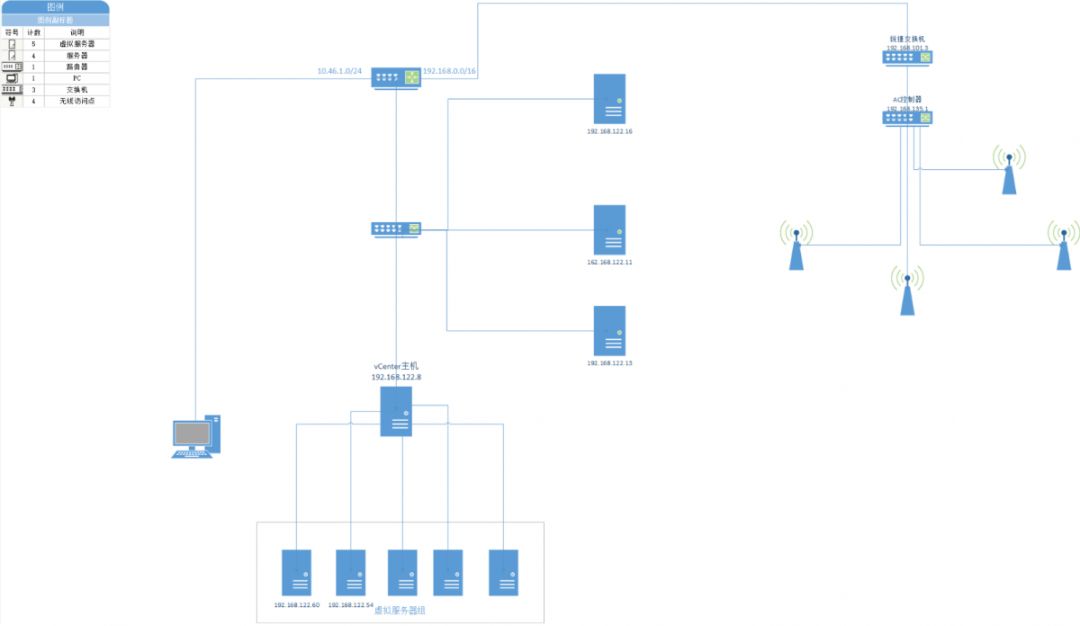 图例
图例副标题
符号 计数 说明
5 虚拟服务器
4 服务器
1 路由器
1 PC
3 交换机
4 无线访问点
10.46.1.0/24
192.168.0.0/16
锐捷交换机
192.168.101.3
AC控制器
192.168.135.1
192.168.122.16
162.168.122.11
192.168.122.13
vCenter主机
192.168.122.8
192.168.122.60
192.168.122.54
虚拟服务器组